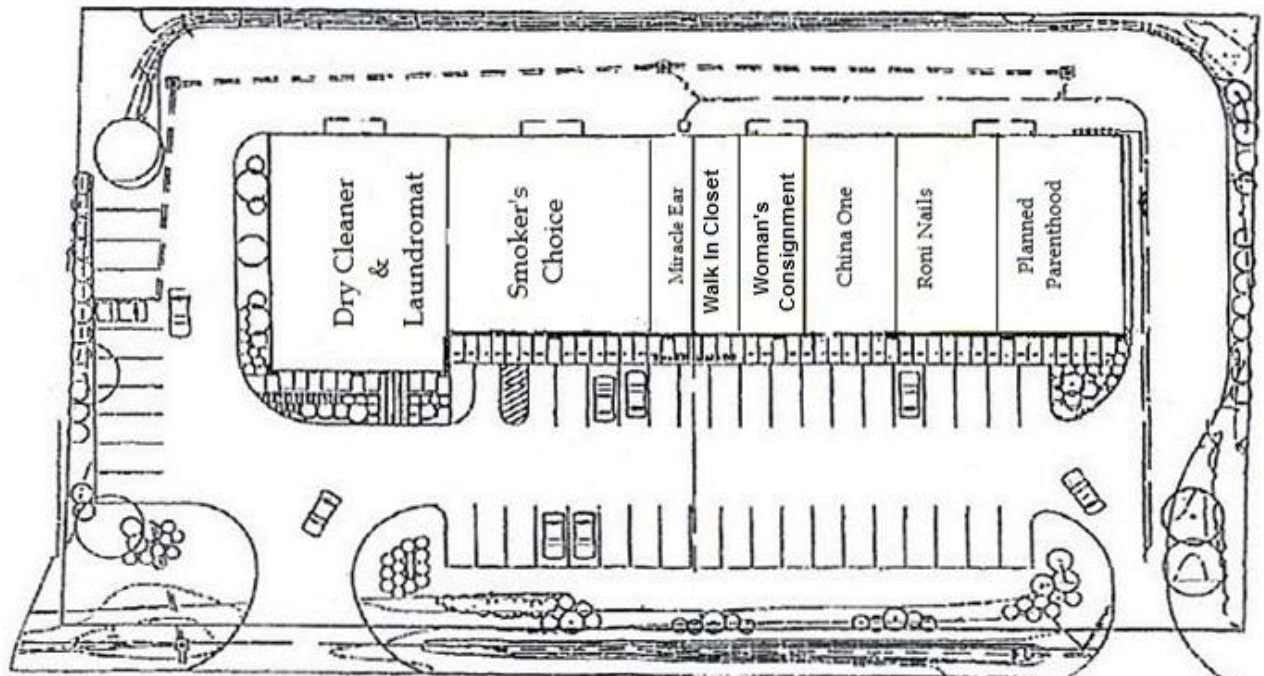 Dry Cleaner
&
Laundromat
Smoker's
Choice
Miracle Ear
Walk In Closet
Woman's
Consignment
China One
Roni Nails
Planned
Parenthood